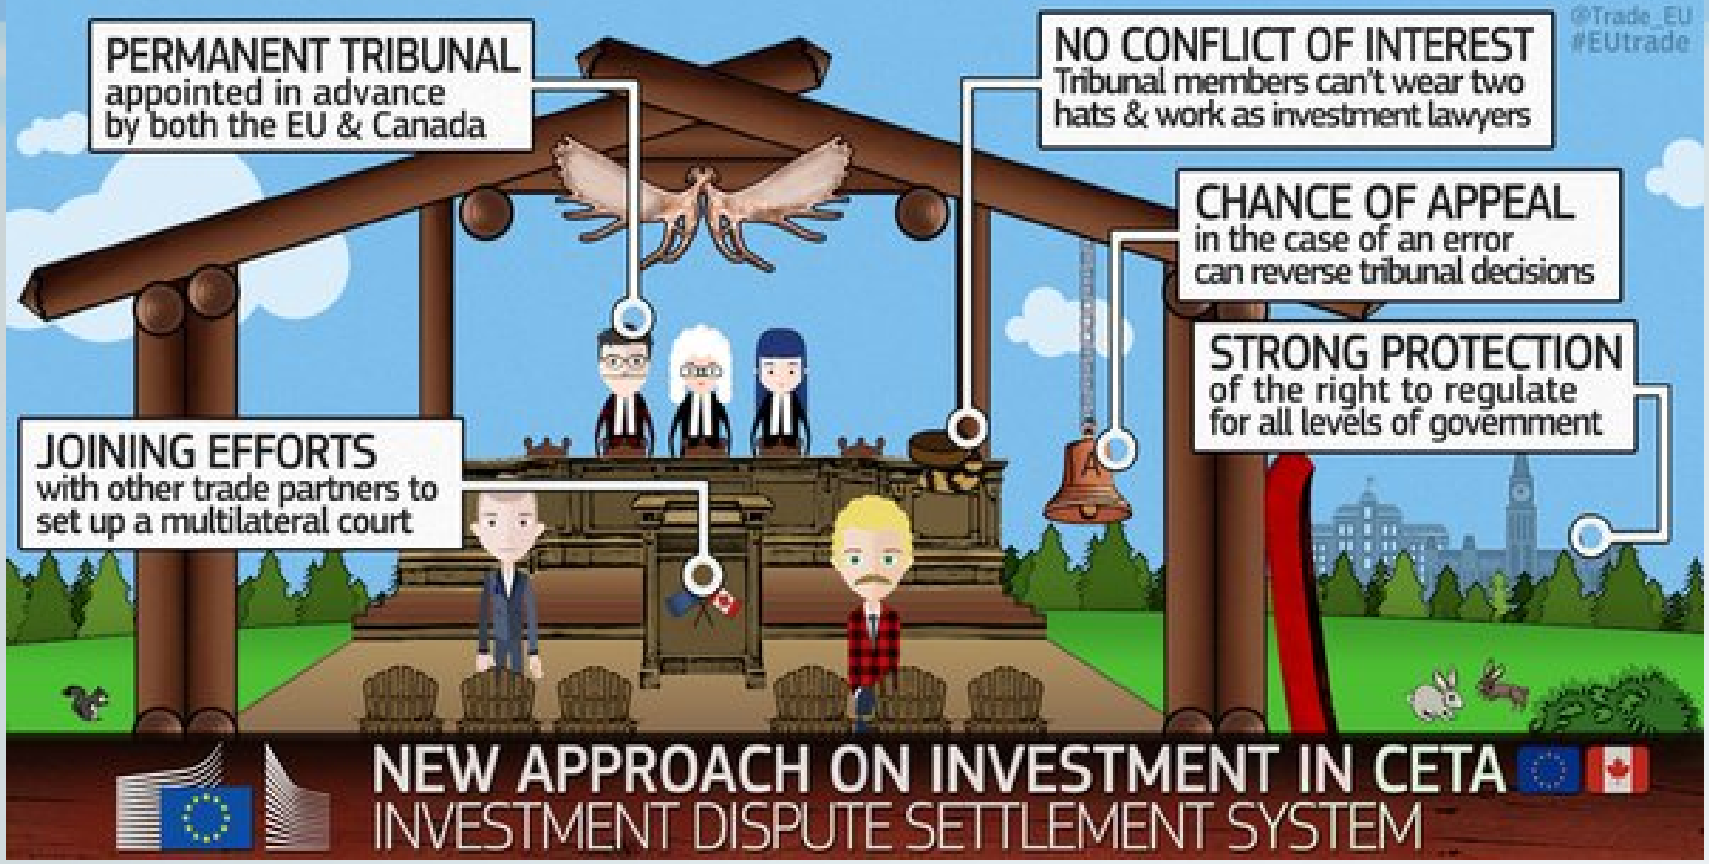 @Trade_EU
#EUtrade
PERMANENT TRIBUNAL
appointed in advance
by both the EU & Canada
NO CONFLICT OF INTEREST
Tribunal members can't wear two
hats & work as investment lawyers
CHANCE OF APPEAL
in the case of an error
can reverse tribunal decisions
STRONG PROTECTION
of the right to regulate
for all levels of government
JOINING EFFORTS
with other trade partners to
set up a multilateral court
A
NEW APPROACH ON INVESTMENT IN CETA
INVESTMENT DISPUTE SETTLEMENT SYSTEM